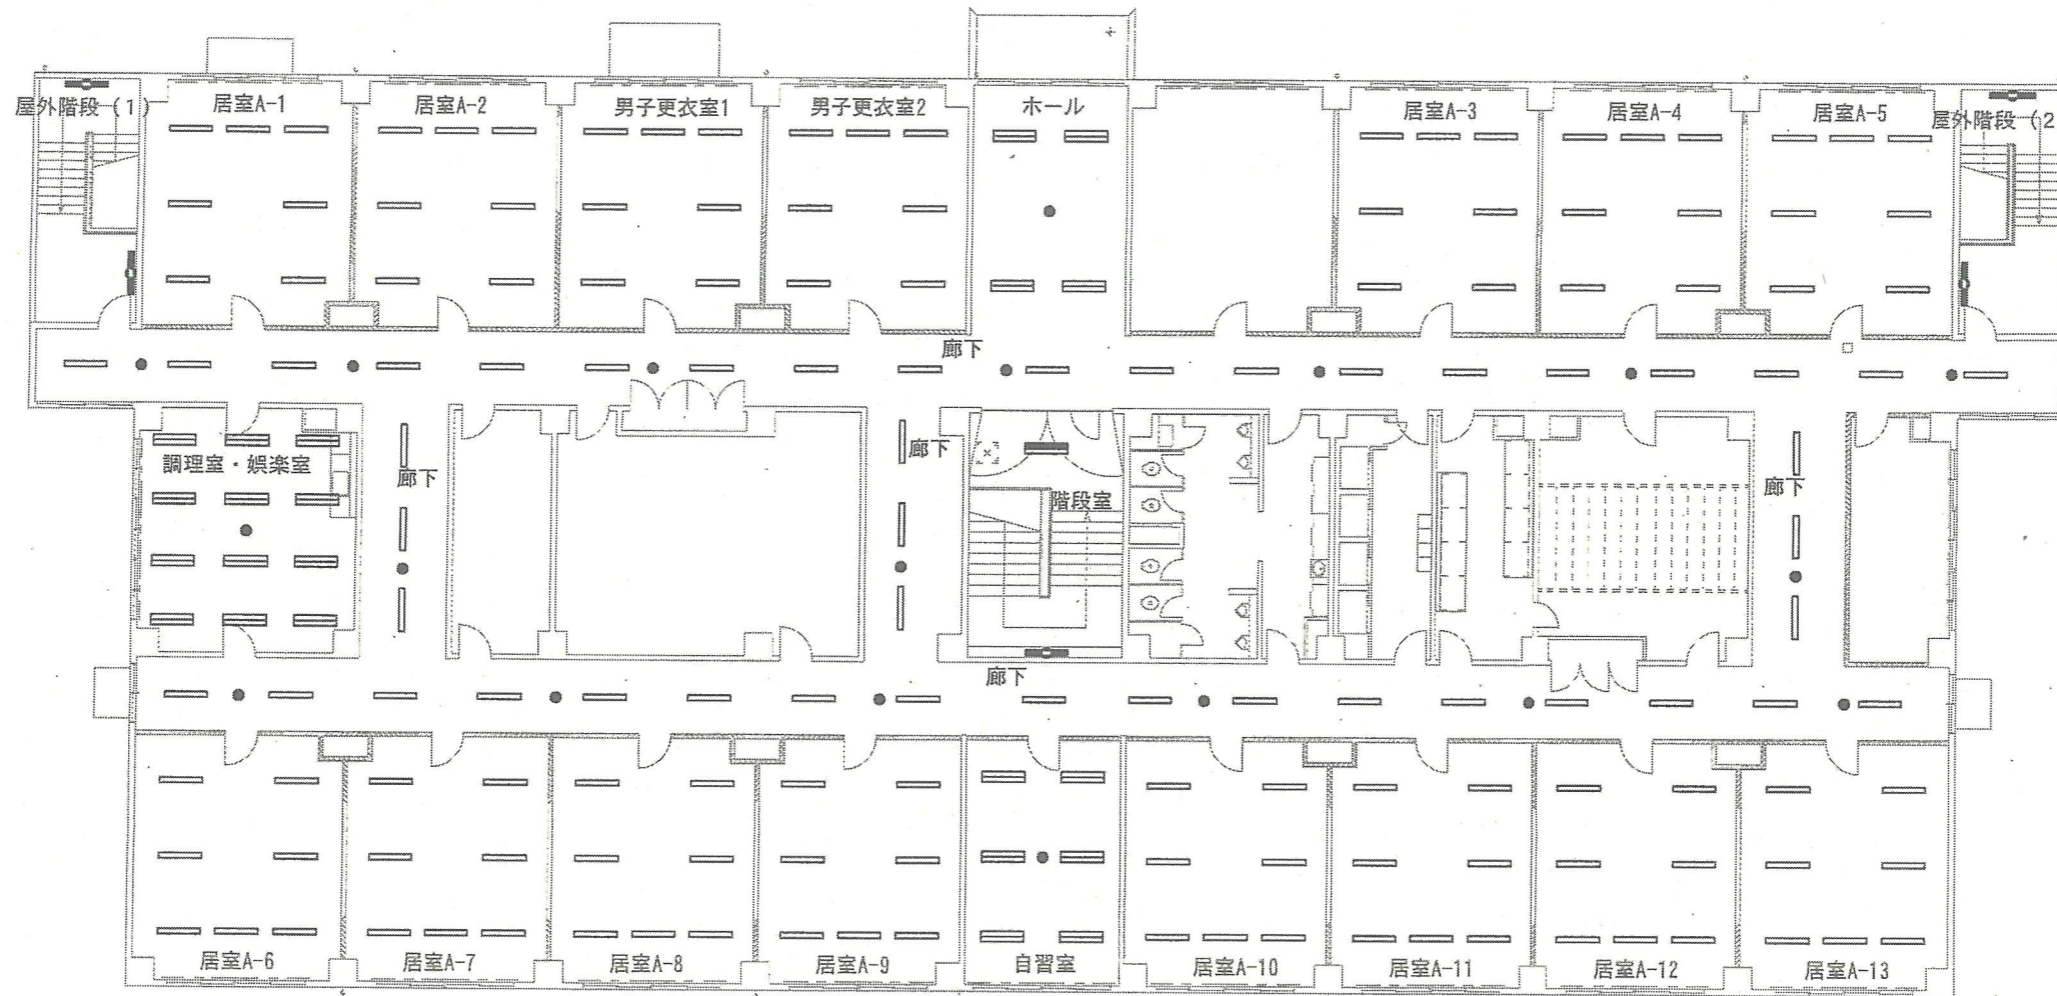 屋外階段（1）
居室A-1
居室A-2
男子更衣室1
男子更衣室2
ホール
居室A-3
居室A-4
居室A-5
屋外階段（2
廊下
調理室・娯楽室
廊下
廊下
階段室
廊下
廊下
居室A-6
居室A-7
居室A-8
居室A-9
自習室
居室A-10
居室A-11
居室A-12
居室A-13